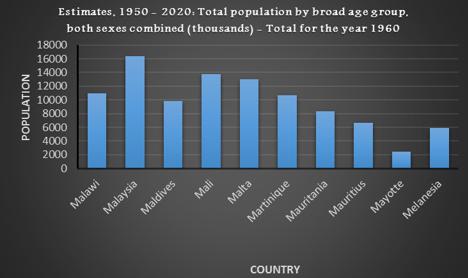 Estimates, 1950 - 2020: Total population by broad age group,
both sexes combined (thousands) - Total for the year 1960
POPULATION
18000
16000
14000
12000
10000
8000
6000
4000
2000
0
Malawi
Malaysia
Maldives
Mali
Malta
Martinique
Mauritania
Mauritius
Mayotte
Melanesia
COUNTRY